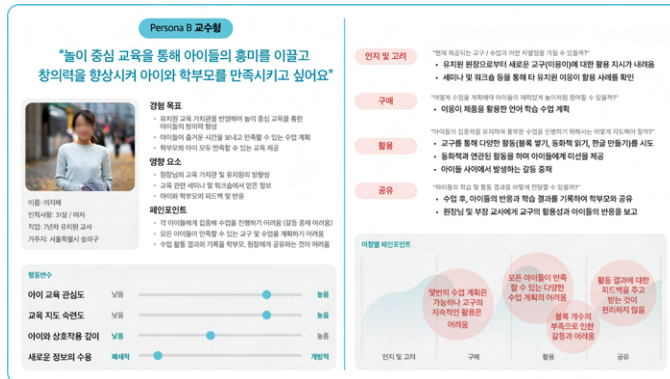 Persona B 교수형
“놀이 중심 교육을 통해 아이들의 흥미를 이끌고
창의력을 향상시켜 아이와 학부모를 만족시키고 싶어요”
이름: 이지혜
인적사항: 31살 / 여자
직업: 7년차 유치원 교사
거주지: 서울특별시 송파구
경험 목표
• 유치원 교육 가치관을 반영하여 놀이 교육을 통한
아이들의 창의력 향상
• 아이들이 즐거운 시간을 보내고 만족할 수 있는 수업 계획
• 학부모와 아이 모두 만족할 수 있는 교육 제공
영향 요소
• 원장님의 교육 가치관 및 유치원의 방향성
• 교육 관련 세미나 및 워크숍에서 얻은 정보
• 아이와 학부모의 피드백 및 반응
페인포인트
• 각 아이들에게 집중해 수업을 진행하기 어려움 (갈등 중재 어려움)
• 모든 아이들이 만족할 수 있는 교구 및 수업을 계획하기 어려움
• 수업 활동 결과와 기록을 학부모, 원장에게 공유하는 것이 어려움
행동변수
아이 교육 관심도 낮음 높음
교육 지도 숙련도 낮음 높음
아이와 상호작용 깊이 낮음 높음
새로운 정보의 수용 폐쇄적 개방적
인지 및 고려
“현재 제공되는 교구 / 수업과 어떤 차별점을 가질 수 있을까?”
• 유치원 원장으로부터 새로운 교구(이응이)에 대한 활용 지시가 내려옴
• 세미나 및 워크숍 등을 통해 타 유치원 이응이 활용 사례를 확인
구매
“어떻게 수업을 계획해야 아이들이 재미있게 놀이처럼 참여할 수 있을까?”
• 이응이 제품을 활용한 언어 학습 수업 계획
활용
“아이들의 집중력을 유지하며 풍부한 수업을 진행하기 위해서는 어떻게 지도해야 할까?”
• 교구를 통해 다양한 활동(블록 쌓기, 동화책 읽기, 한글 만들기)를 시도
• 동화책과 연관된 활동을 하며 아이들에게 미션을 제공
• 아이들 사이에서 발생하는 갈등 중재
공유
“아이들의 학습 및 활동 결과를 어떻게 전달할 수 있을까?”
• 수업 후, 아이들의 반응과 학습 결과를 기록하여 학부모와 공유
• 원장님 및 부장 교사에게 교구의 활용성과 아이들의 반응을 보고
여정별 페인포인트
몇번의 수업 계획은
가능하나 교구의
지속적인 활용은
어려움
모든 아이들이 만족
할 수 있는 다양한
수업 계획의 어려움
블록 개수의
부족으로 인한
갈등과 어려움
활동 결과에 대한
피드백을 주고
받는 것이
편리하지 않음
인지 및 고려 구매 활용 공유